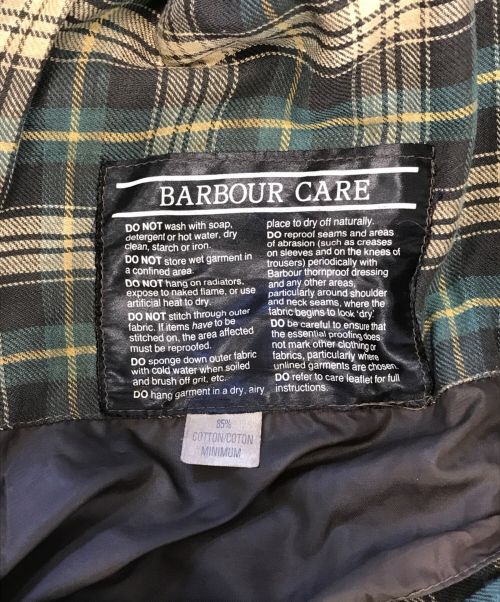 BARBOUR CARE
DO NOT wash with soap,
detergent or hot water, dry
clean, starch or iron.
DO NOT store wet garment in
a confined area.
DO NOT hang on radiators,
expose to naked flame, or use
artificial heat to dry.
DO NOT stitch through outer
fabric. If items have to be
stitched on, the area affected
must be reproofed.
DO sponge down outer fabric
with cold water when soiled
and brush off grit, etc.
DO hang garment in a dry, airy
place to dry off naturally.
DO reproof seams and areas
of abrasion (such as creases
on sleeves and on the knees of
trousers) periodically with
Barbour thornproof dressing
and any other areas,
particularly around shoulder
and neck seams, where the
fabric begins to look 'dry.'
DO be careful to ensure that
the essential proofing does
not mark other clothing or
fabrics, particularly where
unlined garments are chosen.
DO refer to care leaflet for full
instructions.
85%
COTTON/COTON
MINIMUM